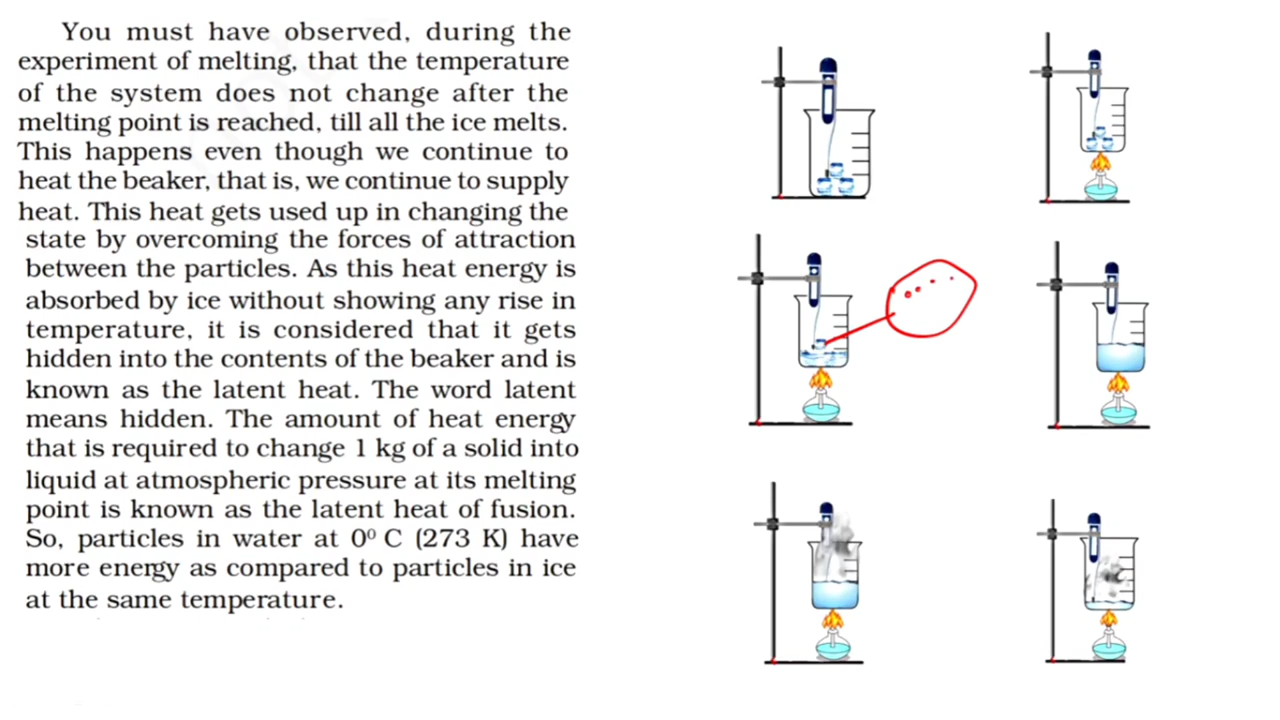 You must have observed, during the
experiment of melting, that the temperature
of the system does not change after the
melting point is reached, till all the ice melts.
This happens even though we continue to
heat the beaker, that is, we continue to supply
heat. This heat gets used up in changing the
state by overcoming the forces of attraction
between the particles. As this heat energy is
absorbed by ice without showing any rise in
temperature, it is considered that it gets
hidden into the contents of the beaker and is
known as the latent heat. The word latent
means hidden. The amount of heat energy
that is required to change 1 kg of a solid into
liquid at atmospheric pressure at its melting
point is known as the latent heat of fusion.
So, particles in water at 0⁰ C (273 K) have
more energy as compared to particles in ice
at the same temperature.